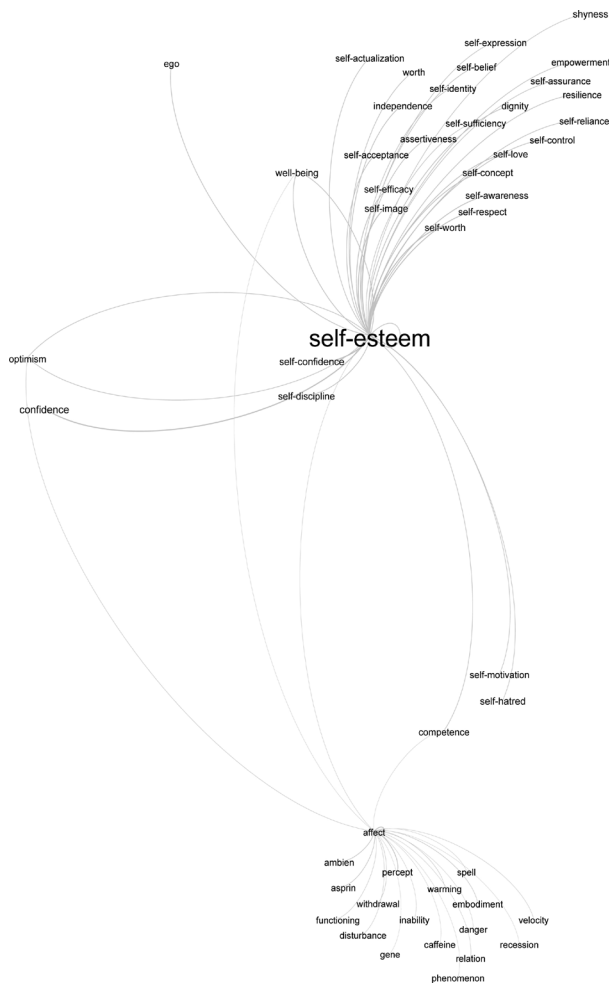 shyness
self-expression
self-actualization
ego
empowerment
self-belief
worth
self-assurance
self-identity
resilience
independence
dignity
self-reliance
self-sufficiency
assertiveness
self-control
self-acceptance
self-love
well-being
self-concept
self-efficacy
self-awareness
self-image
self-respect
self-worth
self-esteem
optimism
self-confidence
self-discipline
confidence
self-motivation
self-hatred
competence
affect
ambien
percept
spell
asprin
warming
withdrawal
embodiment
functioning
inability
velocity
danger
disturbance
caffeine
recession
gene
relation
phenomenon